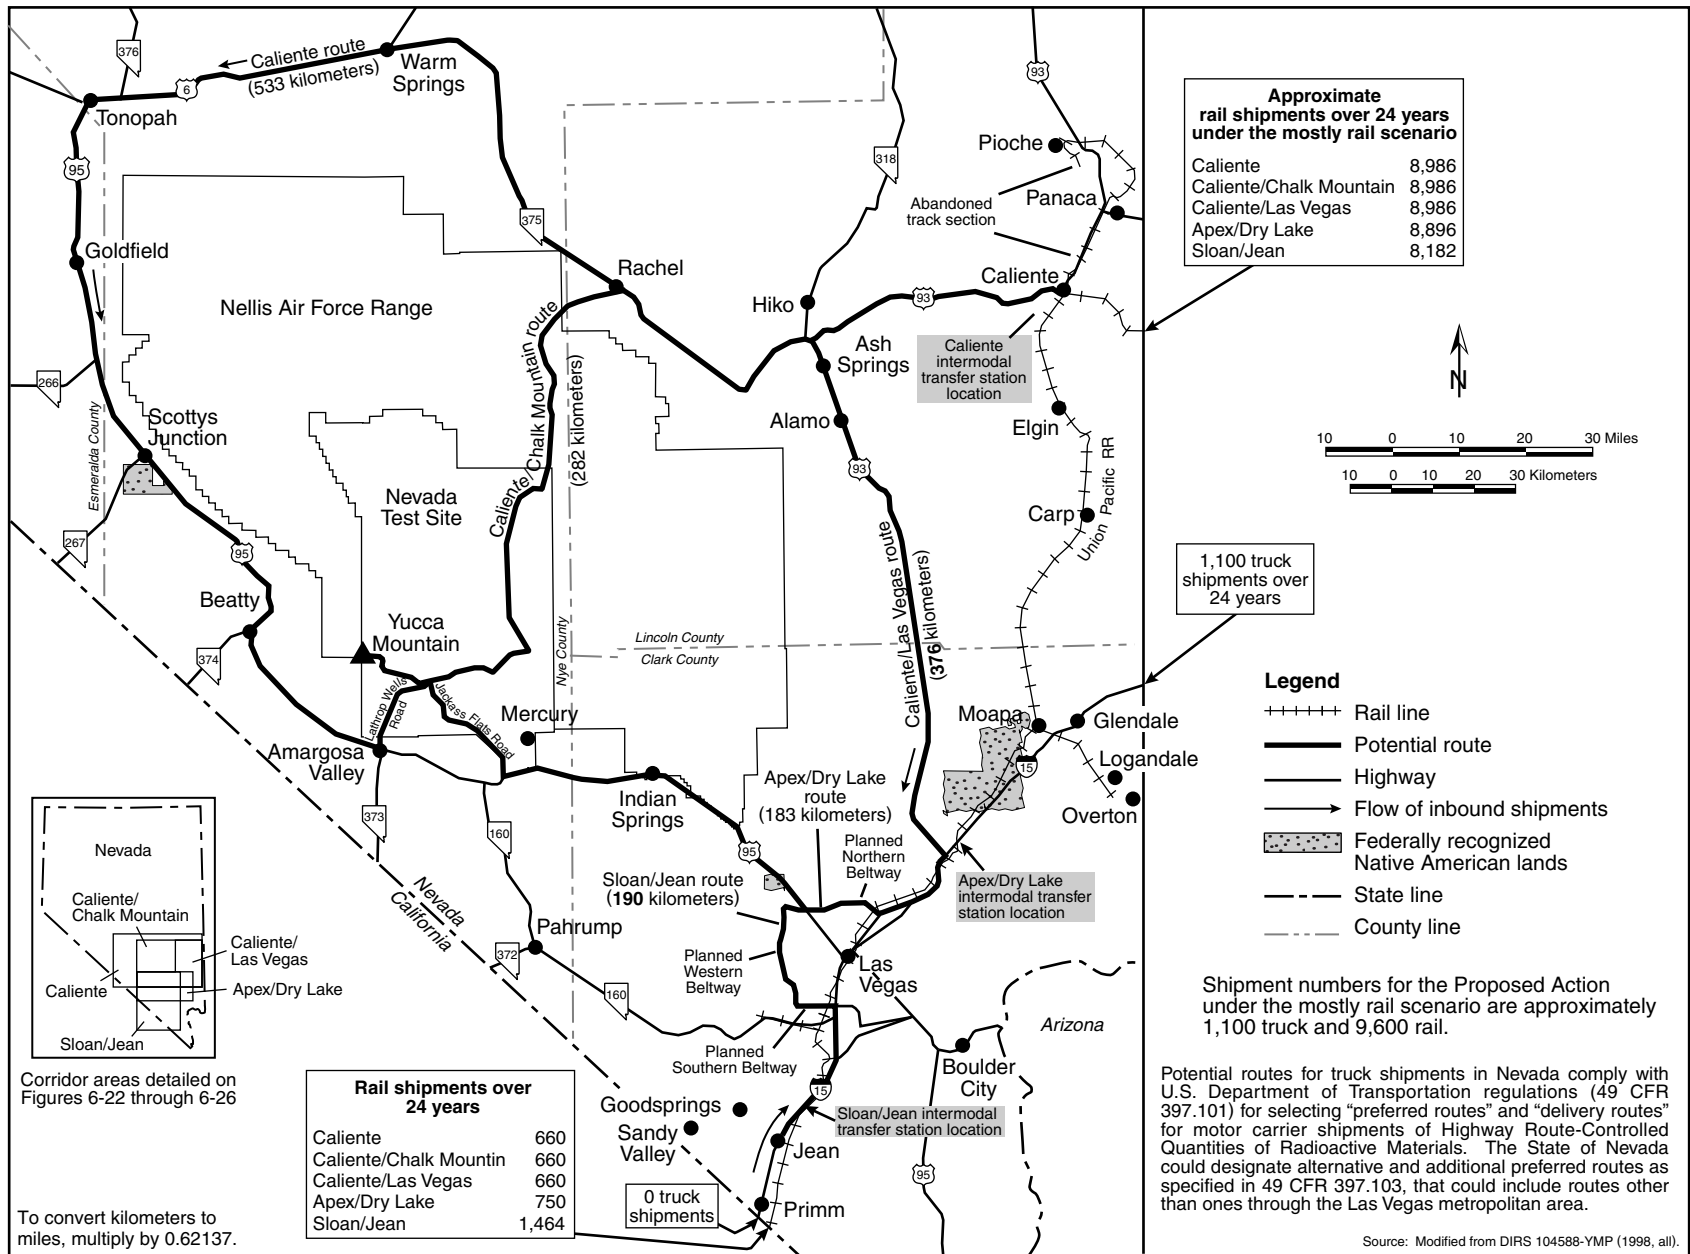 376
Caliente route
(533 kilometers)
Warm
Springs
6
Tonopah
95
93
Approximate
rail shipments over 24 years
under the mostly rail scenario
Caliente 8,986
Caliente/Chalk Mountain 8,986
Caliente/Las Vegas 8,986
Apex/Dry Lake 8,896
Sloan/Jean 8,182
Pioche
318
Abandoned
track section
Panaca
375
Goldfield
Rachel
Caliente
Nellis Air Force Range
Hiko
93
Ash
Springs
Caliente
intermodal
transfer station
location
N
266
Caliente/Chalk Mountain route
(282 kilometers)
Esmeralda County
Scottys
Junction
Alamo
Elgin
10 0 10 20 30 Miles
10 0 10 20 30 Kilometers
93
Union Pacific RR
Nevada
Test Site
Carp
267
95
Caliente/Las Vegas route
(376 kilometers)
1,100 truck
shipments over
24 years
Beatty
Yucca
Mountain
Nye County
Lincoln County
Clark County
374
Lathrop Wells
Road
Jackass Flats Road
Mercury
Amargosa
Valley
Moapa
Glendale
Logandale
15
Overton
Legend
Rail line
Potential route
Highway
Flow of inbound shipments
Federally recognized
Native American lands
State line
County line
Indian
Springs
Apex/Dry Lake
route
(183 kilometers)
373
160
95
Planned
Northern
Beltway
Sloan/Jean route
(190 kilometers)
Apex/Dry Lake
intermodal transfer
station location
Nevada
California
Nevada
Caliente/
Chalk Mountain
Caliente/
Las Vegas
Caliente
Apex/Dry Lake
Sloan/Jean
Corridor areas detailed on
Figures 6-22 through 6-26
Pahrump
372
160
Planned
Western
Beltway
Las
Vegas
Arizona
Planned
Southern Beltway
Boulder
City
15
Shipment numbers for the Proposed Action
under the mostly rail scenario are approximately
1,100 truck and 9,600 rail.
Potential routes for truck shipments in Nevada comply with
U.S. Department of Transportation regulations (49 CFR
397.101) for selecting “preferred routes” and “delivery routes”
for motor carrier shipments of Highway Route-Controlled
Quantities of Radioactive Materials. The State of Nevada
could designate alternative and additional preferred routes as
specified in 49 CFR 397.103, that could include routes other
than ones through the Las Vegas metropolitan area.
Rail shipments over
24 years
Caliente 660
Caliente/Chalk Mountin 660
Caliente/Las Vegas 660
Apex/Dry Lake 750
Sloan/Jean 1,464
Goodsprings
Sandy
Valley
Sloan/Jean intermodal
transfer station location
Jean
95
0 truck
shipments
Primm
To convert kilometers to
miles, multiply by 0.62137.
Source: Modified from DIRS 104588-YMP (1998, all).